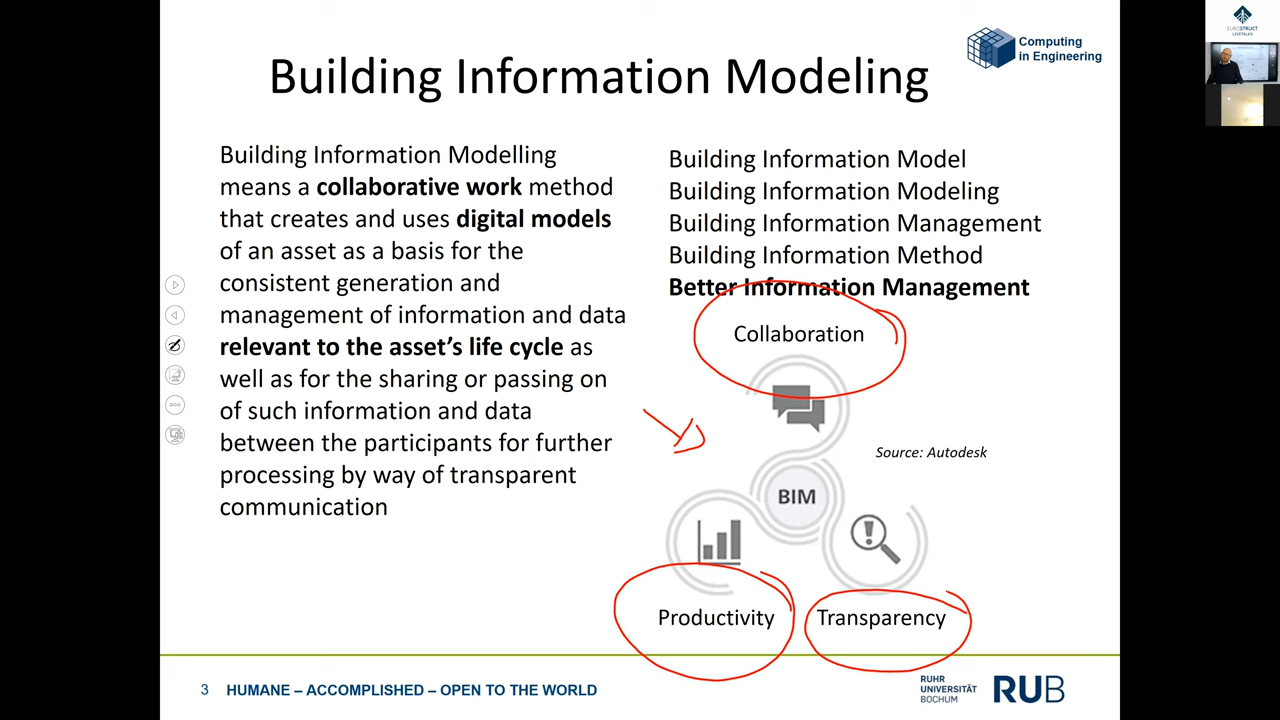 Building Information Modeling
Computing
in Engineering
EUROSTRUCT
LIVETALKS
Building Information Modelling
means a collaborative work method
that creates and uses digital models
of an asset as a basis for the
consistent generation and
management of information and data
relevant to the asset’s life cycle as
well as for the sharing or passing on
of such information and data
between the participants for further
processing by way of transparent
communication
Building Information Model
Building Information Modeling
Building Information Management
Building Information Method
Better Information Management
Collaboration
Source: Autodesk
BIM
Productivity
Transparency
3
HUMANE – ACCOMPLISHED – OPEN TO THE WORLD
RUHR
UNIVERSITÄT
BOCHUM
RUB